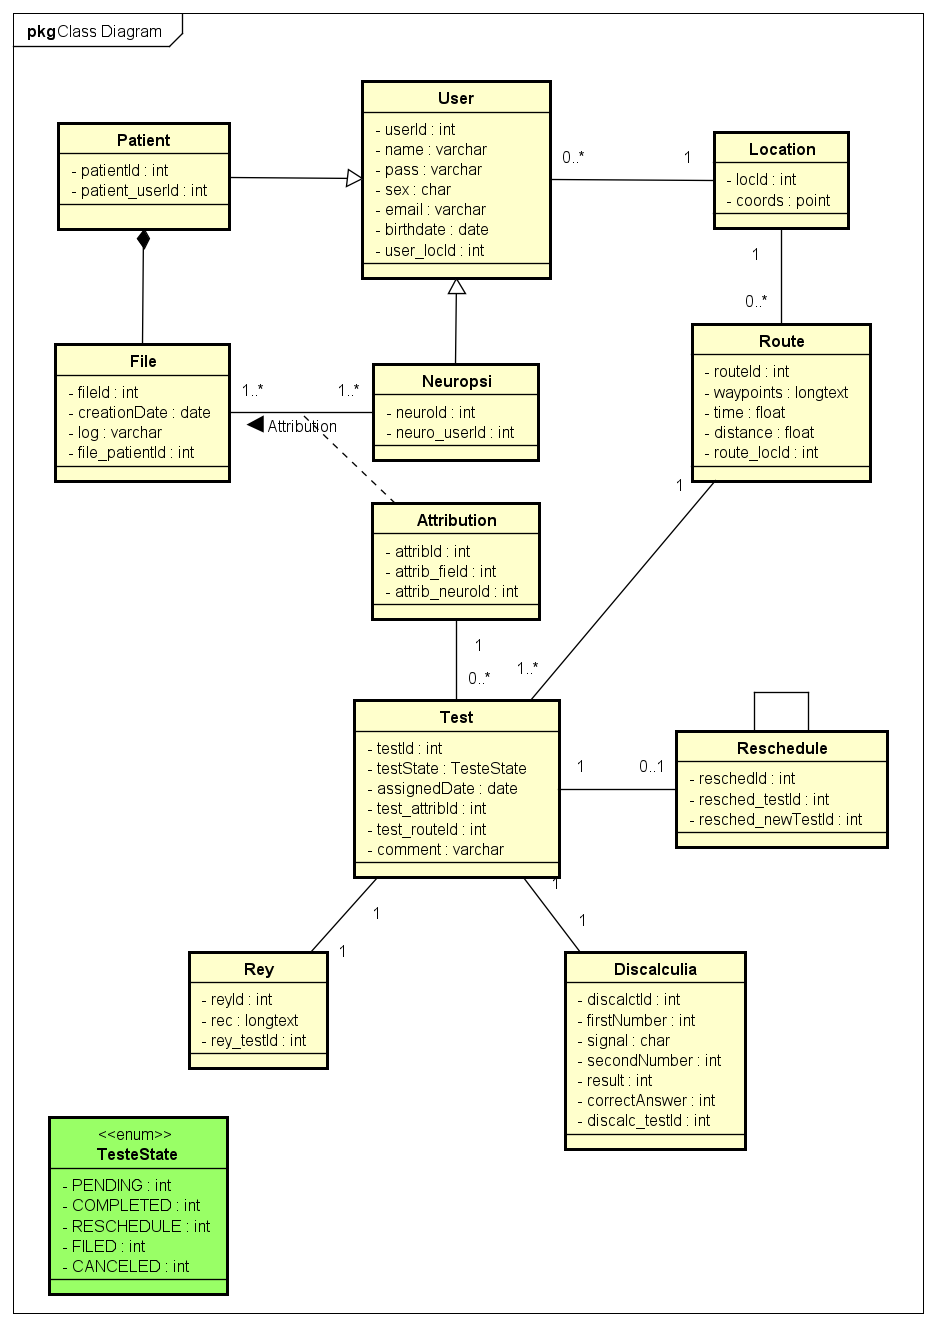 pkg Class Diagram
User
- userId : int
- name : varchar
- pass : varchar
- sex : char
- email : varchar
- birthdate : date
- user_locId : int
Patient
- patientId : int
- patient_userId : int
0..*
1
Location
- locId : int
- coords : point
1
0..*
File
- fileId : int
- creationDate : date
- log : varchar
- file_patientId : int
1..*
1..*
Attribution
Neuropsi
- neuroId : int
- neuro_userId : int
Route
- routeId : int
- waypoints : longtext
- time : float
- distance : float
- route_locId : int
1
1..*
Attribution
- attribId : int
- attrib_fieId : int
- attrib_neuroId : int
1
0..*
Test
- testId : int
- testState : TesteState
- assignedDate : date
- test_attribId : int
- test_routeId : int
- comment : varchar
1
0..1
Reschedule
- reschedId : int
- resched_testId : int
- resched_newTestId : int
1
1
1
1
Rey
- reyId : int
- rec : longtext
- rey_testId : int
Discalculia
- discalctId : int
- firstNumber : int
- signal : char
- secondNumber : int
- result : int
- correctAnswer : int
- discalc_testId : int
<<enum>>
TesteState
- PENDING : int
- COMPLETED : int
- RESCHEDULE : int
- FILED : int
- CANCELED : int